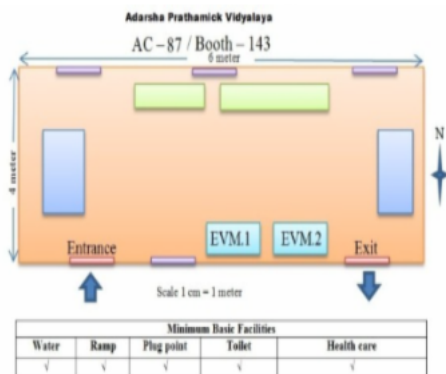 Adarsha Prathamick Vidyalaya
AC – 87 / Booth – 143
6 meter
4 meter
N
EVM.1 EVM.2
Entrance Exit
Scale 1 cm = 1 meter
Minimum Basic Facilities
Water Ramp Plug point Toilet Health care
√ √ √ √ √